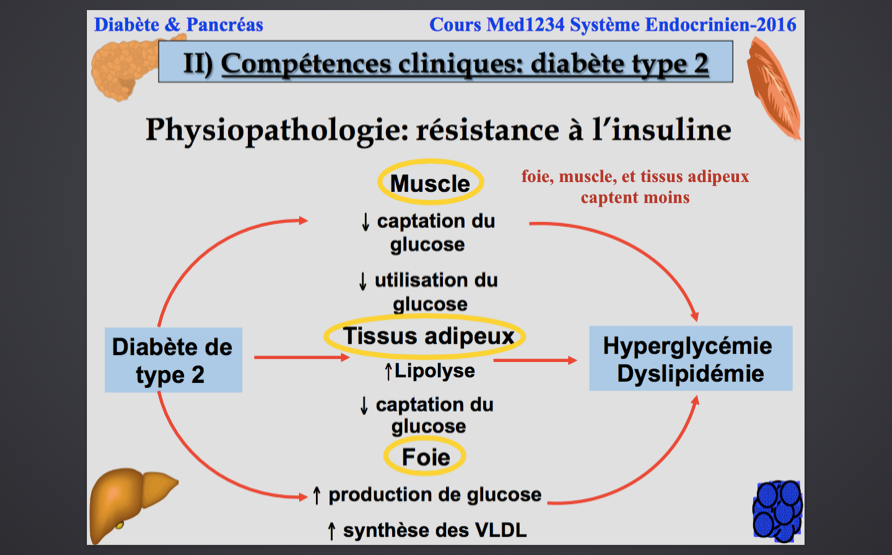 Diabète & Pancréas
Cours Med1234 Système Endocrinien-2016
II) Compétences cliniques: diabète type 2
Physiopathologie: résistance à l'insuline
Muscle
foie, muscle, et tissus adipeux
captent moins
↓ captation du
glucose
↓ utilisation du
glucose
Diabète de
type 2
Tissus adipeux
↑Lipolyse
↓ captation du
glucose
Hyperglycémie
Dyslipidémie
Foie
↑ production de glucose
↑ synthèse des VLDL